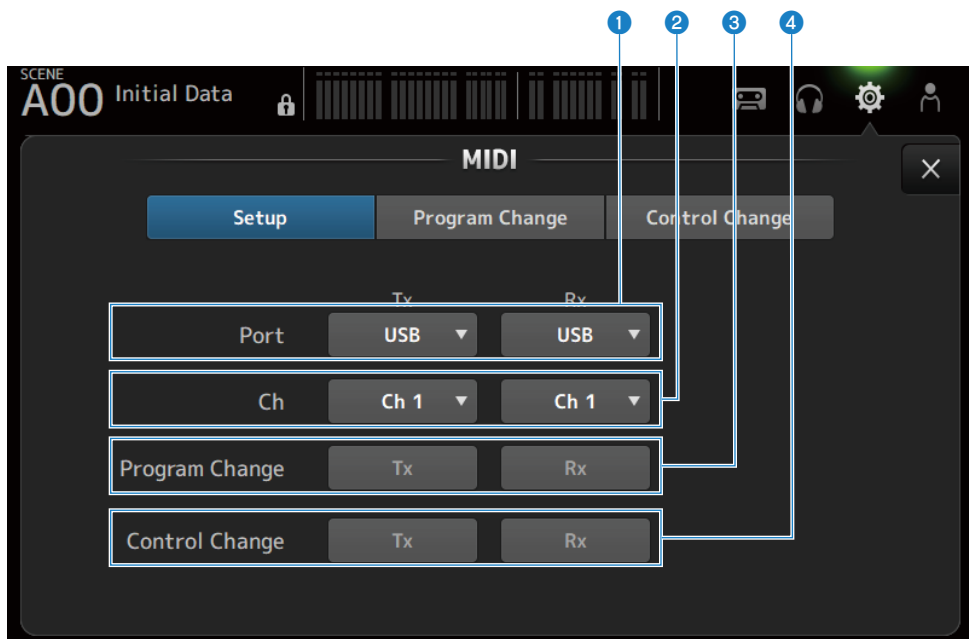 1 2 3 4
SCENE
A00 Initial Data
MIDI
Setup Program Change Control Change
Tx Rx
Port USB USB
Ch Ch 1 Ch 1
Program Change Tx Rx
Control Change Tx Rx